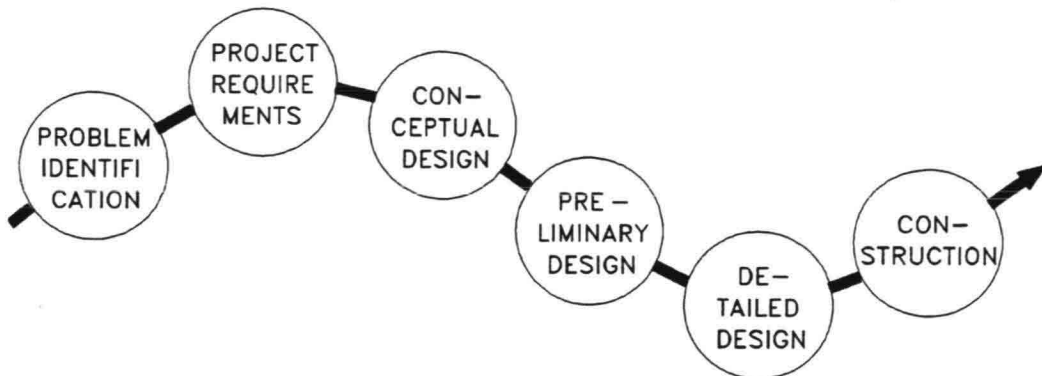 PROJECT
REQUIRE
MENTS
PROBLEM
IDENTIFI
CATION
CON-
CEPTUAL
DESIGN
PRE-
LIMINARY
DESIGN
DE-
TAILED
DESIGN
CON-
STRUCTION